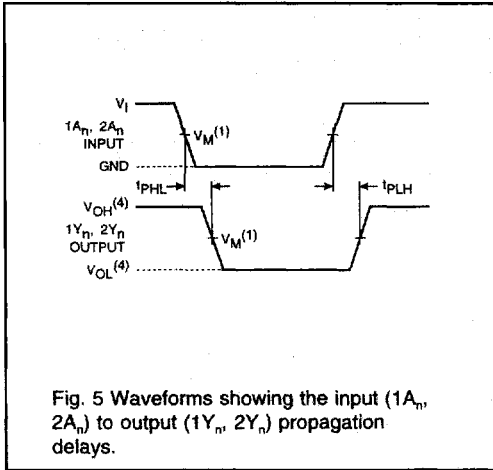 V_I
1A_n, 2A_n
INPUT
V_M(1)
GND
t_PHL
t_PLH
V_OH(4)
1Y_n, 2Y_n
OUTPUT
V_M(1)
V_OL(4)
Fig. 5 Waveforms showing the input (1A_n,
2A_n) to output (1Y_n, 2Y_n) propagation
delays.